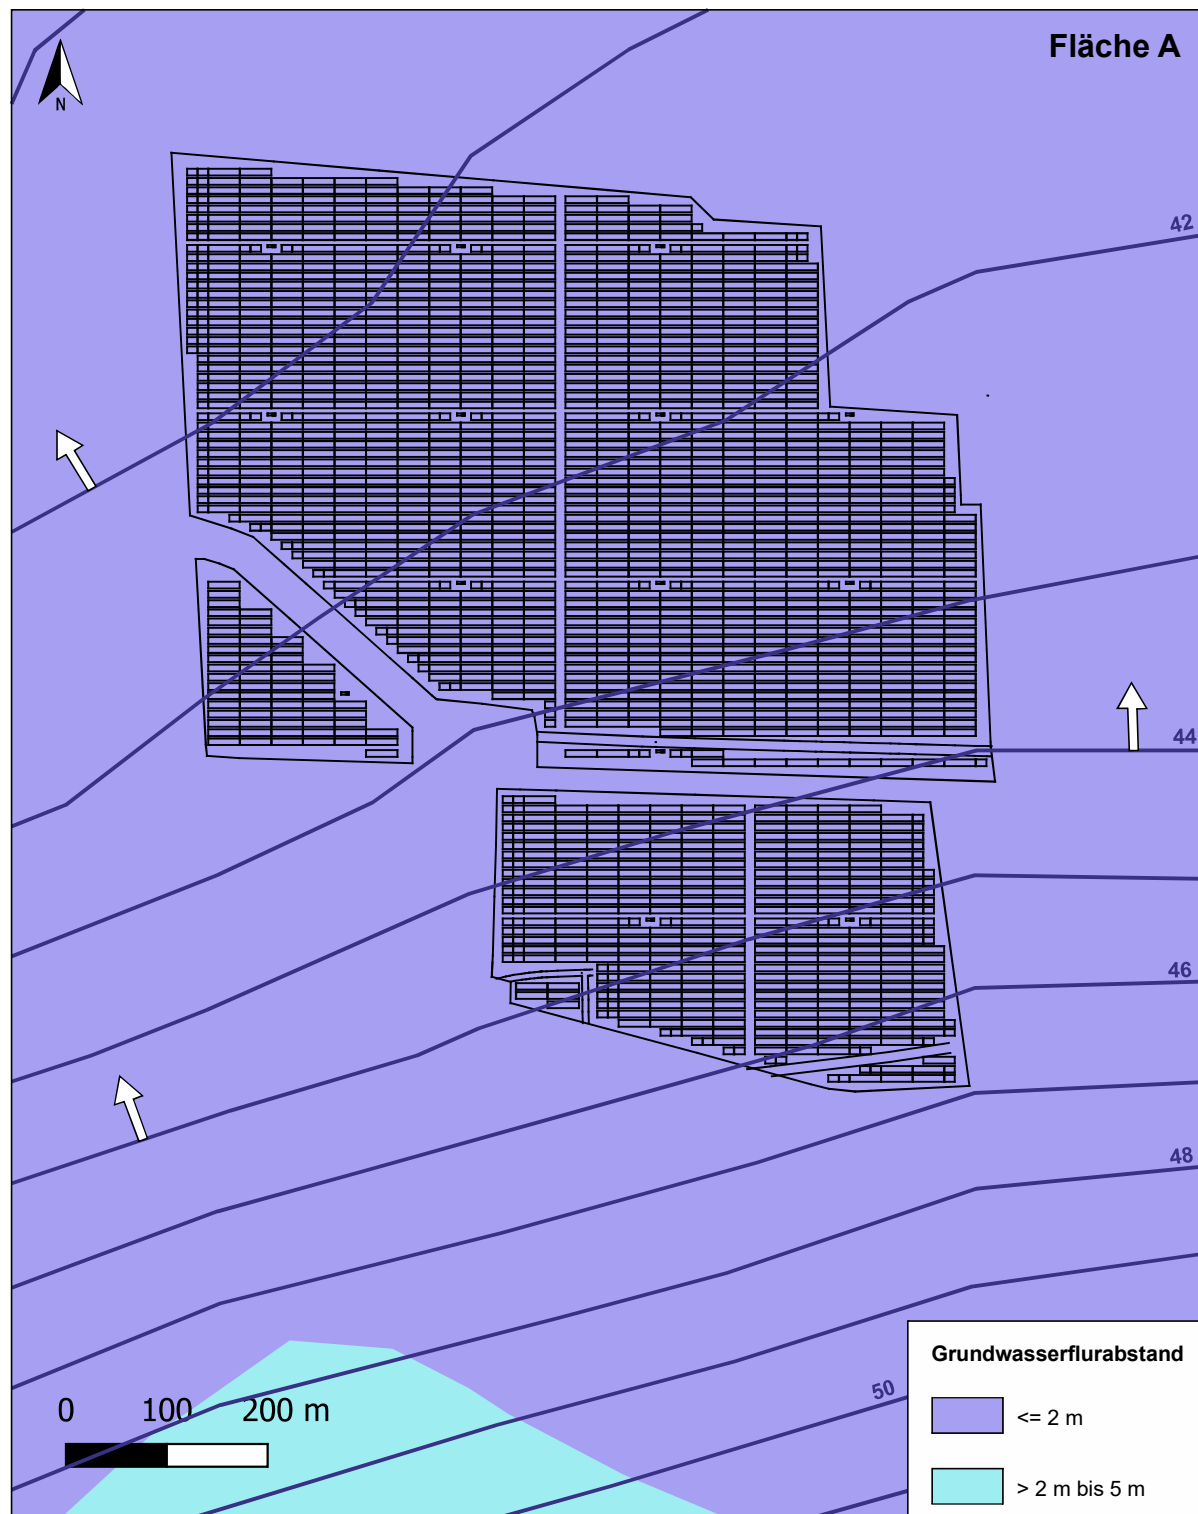 Fläche A
N
42
44
46
48
50
0 100 200 m
Grundwasserflurabstand
<= 2 m
> 2 m bis 5 m